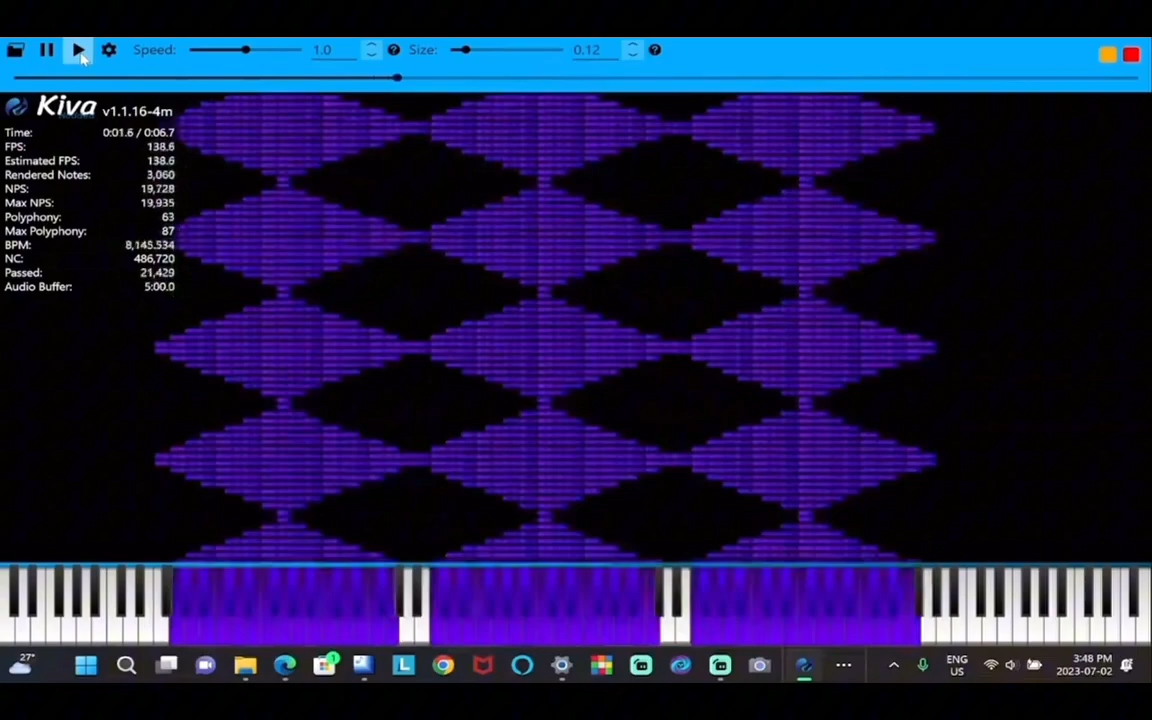 Speed: 1.0 Size: 0.12
Kiva v1.1.16-4m
Time: 0:01.6 / 0:06.7
FPS: 138.6
Estimated FPS: 138.6
Rendered Notes: 3,060
NPS: 19,728
Max NPS: 19,935
Polyphony: 63
Max Polyphony: 87
BPM: 8,145.534
NC: 486,720
Passed: 21,429
Audio Buffer: 5:00.0
27°
ENG
US
3:48 PM
2023-07-02